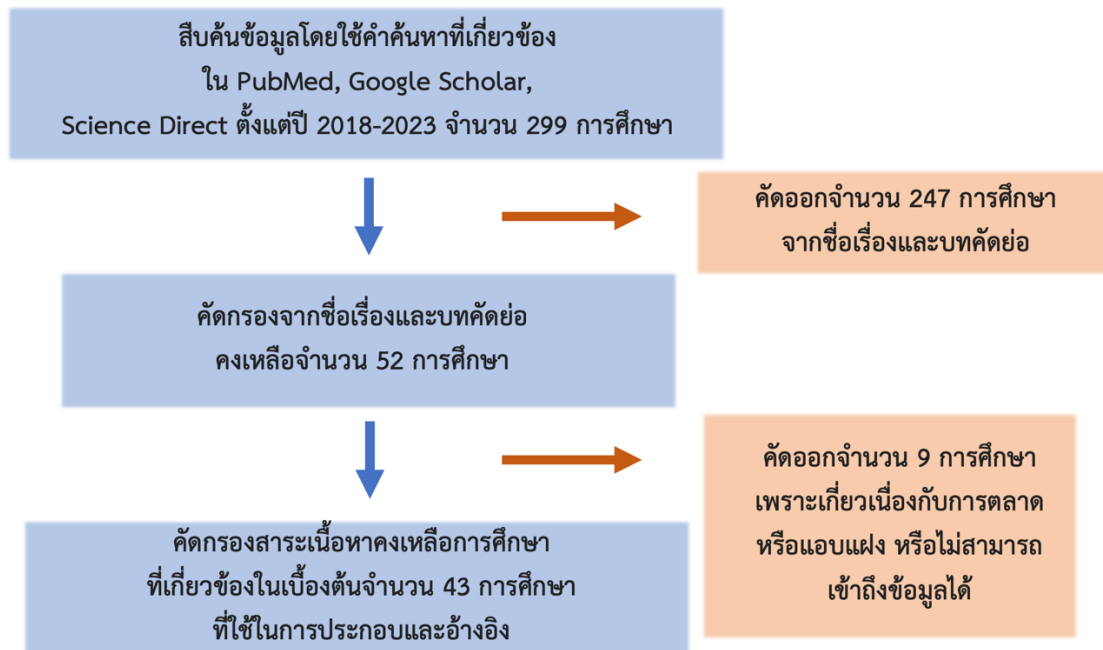 สืบค้นข้อมูลโดยใช้คำค้นหาที่เกี่ยวข้อง
ใน PubMed, Google Scholar,
Science Direct ตั้งแต่ปี 2018-2023 จำนวน 299 การศึกษา
คัดออกจำนวน 247 การศึกษา
จากชื่อเรื่องและบทคัดย่อ
คัดกรองจากชื่อเรื่องและบทคัดย่อ
คงเหลือจำนวน 52 การศึกษา
คัดออกจำนวน 9 การศึกษา
เพราะเกี่ยวเนื่องกับการตลาด
หรือแอบแฝง หรือไม่สามารถ
เข้าถึงข้อมูลได้
คัดกรองสาระเนื้อหาคงเหลือการศึกษา
ที่เกี่ยวข้องในเบื้องต้นจำนวน 43 การศึกษา
ที่ใช้ในการประกอบและอ้างอิง